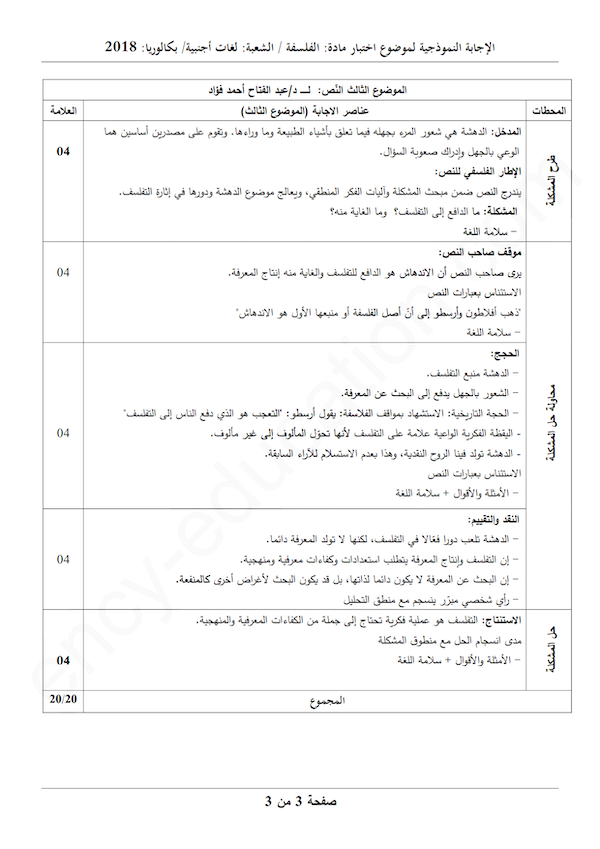 الإجابة النموذجية لموضوع اختبار مادة: الفلسفة / الشعبة: لغات أجنبية/ بكالوريا: 2018
الموضوع الثالث النّص: لـــ د/عبد الفتاح أحمد فؤاد
المحطات عناصر الاجابة (الموضوع الثالث) العلامة
طرح المشكلة
المدخل: الدهشة هي شعور المرء بجهله فيما تعلق بأشياء الطبيعة وما وراءها. وتقوم على مصدرين أساسين هما
الوعي بالجهل وإدراك صعوبة السؤال.
04
الإطار الفلسفي للنص:
يندرج النص ضمن مبحث المشكلة وآليات الفكر المنطقي، ويعالج موضوع الدهشة ودورها في إثارة التفلسف.
المشكلة: ما الدافع إلى التفلسف؟ وما الغاية منه؟
– سلامة اللغة
محاولة حل المشكلة
موقف صاحب النص:
يرى صاحب النص أن الاندهاش هو الدافع للتفلسف والغاية منه إنتاج المعرفة.
04
الاستئناس بعبارات النص
"ذهب أفلاطون وأرسطو إلى أنّ أصل الفلسفة أو منبعها الأول هو الاندهاش"
– سلامة اللغة
الحجج:
– الدهشة منبع التفلسف.
– الشعور بالجهل يدفع إلى البحث عن المعرفة.
– الحجة التاريخية: الاستشهاد بمواقف الفلاسفة: يقول أرسطو: "التعجب هو الذي دفع الناس إلى التفلسف"
- اليقظة الفكرية الواعية علامة على التفلسف لأنها تحوّل المألوف إلى غير مألوف.
04
- الدهشة تولد فينا الروح النقدية، وهذا بعدم الاستسلام للآراء السابقة.
الاستئناس بعبارات النص
– الأمثلة والأقوال + سلامة اللغة
النقد والتقييم:
– الدهشة تلعب دورا فعّالا في التفلسف، لكنها لا تولد المعرفة دائما.
– إن التفلسف وإنتاج المعرفة يتطلب استعدادات وكفاءات معرفية ومنهجية.
04
– إن البحث عن المعرفة لا يكون دائما لذاتها، بل قد يكون البحث لأغراض أخرى كالمنفعة.
– رأي شخصي مبرّر ينسجم مع منطق التحليل
حل المشكلة
الاستنتاج: التفلسف هو عملية فكرية تحتاج إلى جملة من الكفاءات المعرفية والمنهجية.
مدى انسجام الحل مع منطوق المشكلة
– الأمثلة والأقوال + سلامة اللغة
04
المجموع 20/20
صفحة 3 من 3
ency-education.com